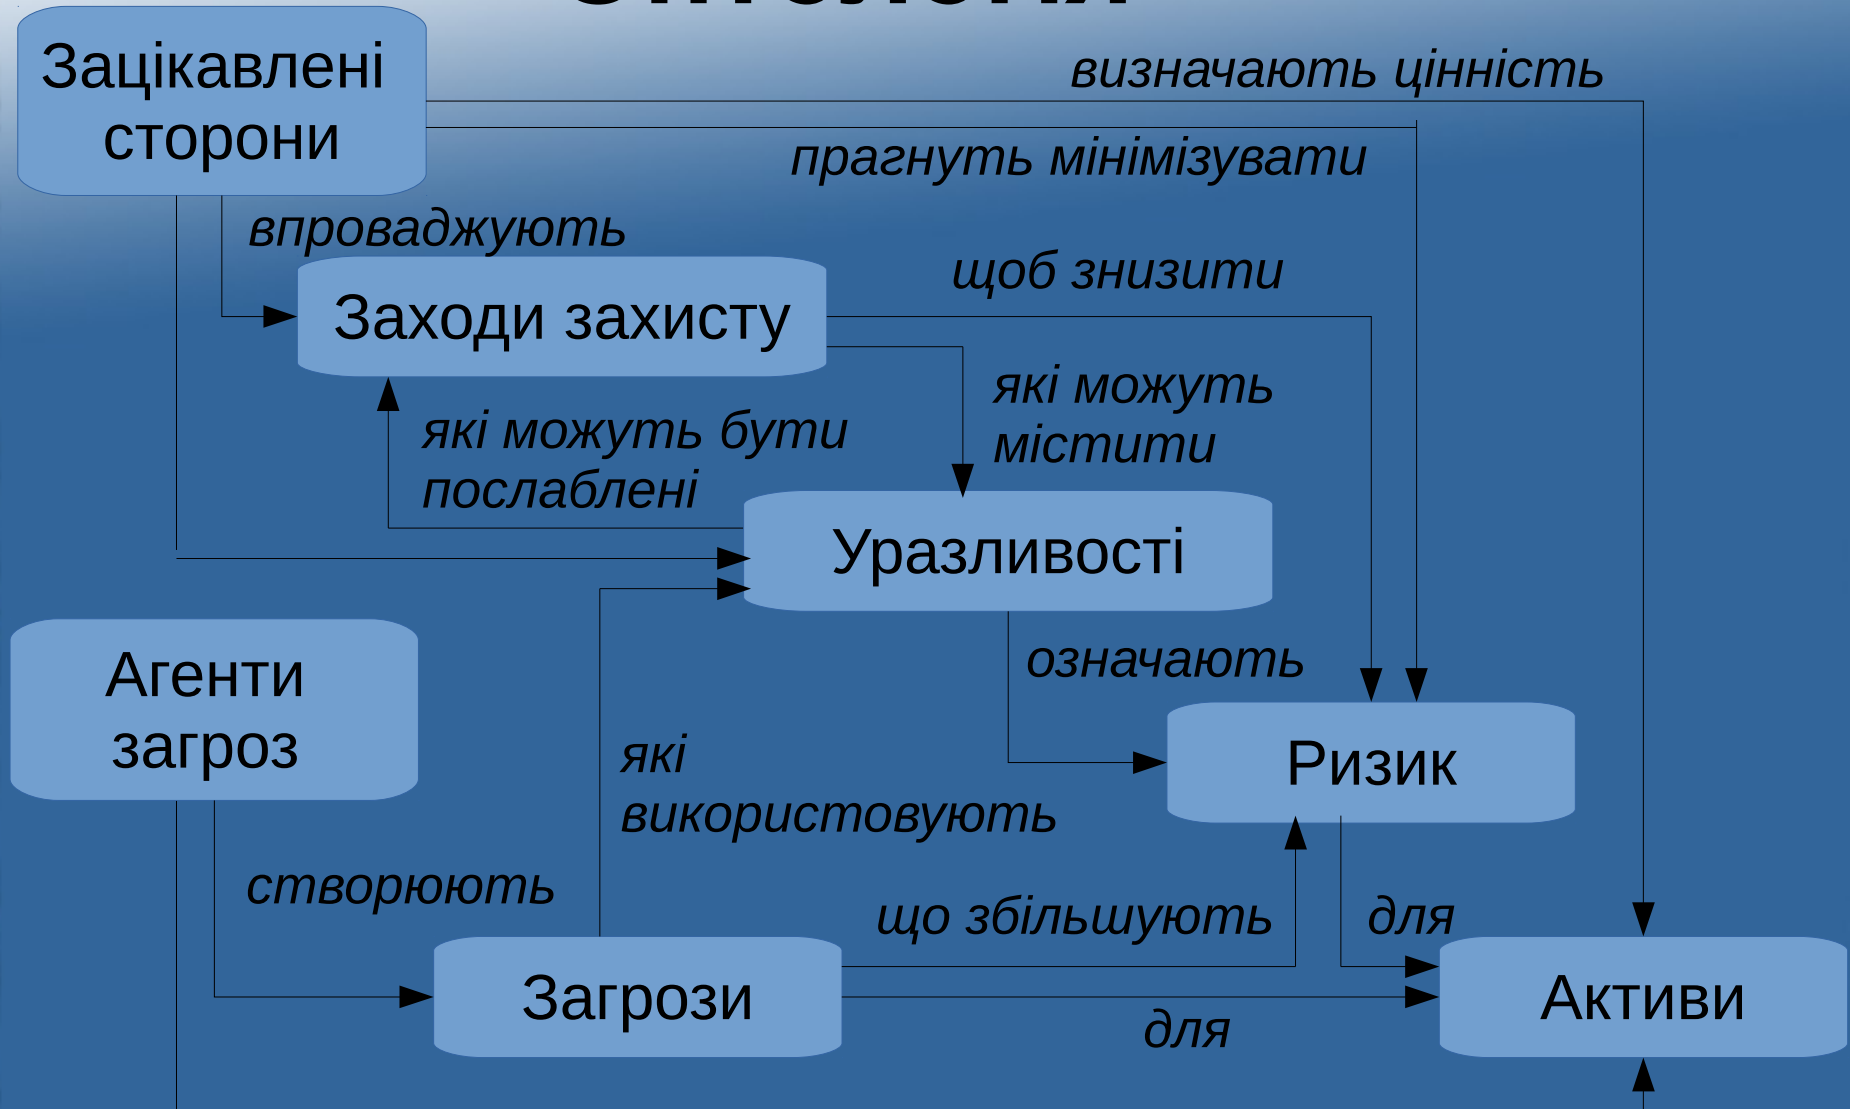 Зацікавлені
сторони
визначають цінність
прагнуть мінімізувати
впроваджують
щоб знизити
Заходи захисту
які можуть
містити
які можуть бути
послаблені
Уразливості
Агенти
загроз
означають
Ризик
які
використовують
створюють
що збільшують
для
Загрози
Активи
для